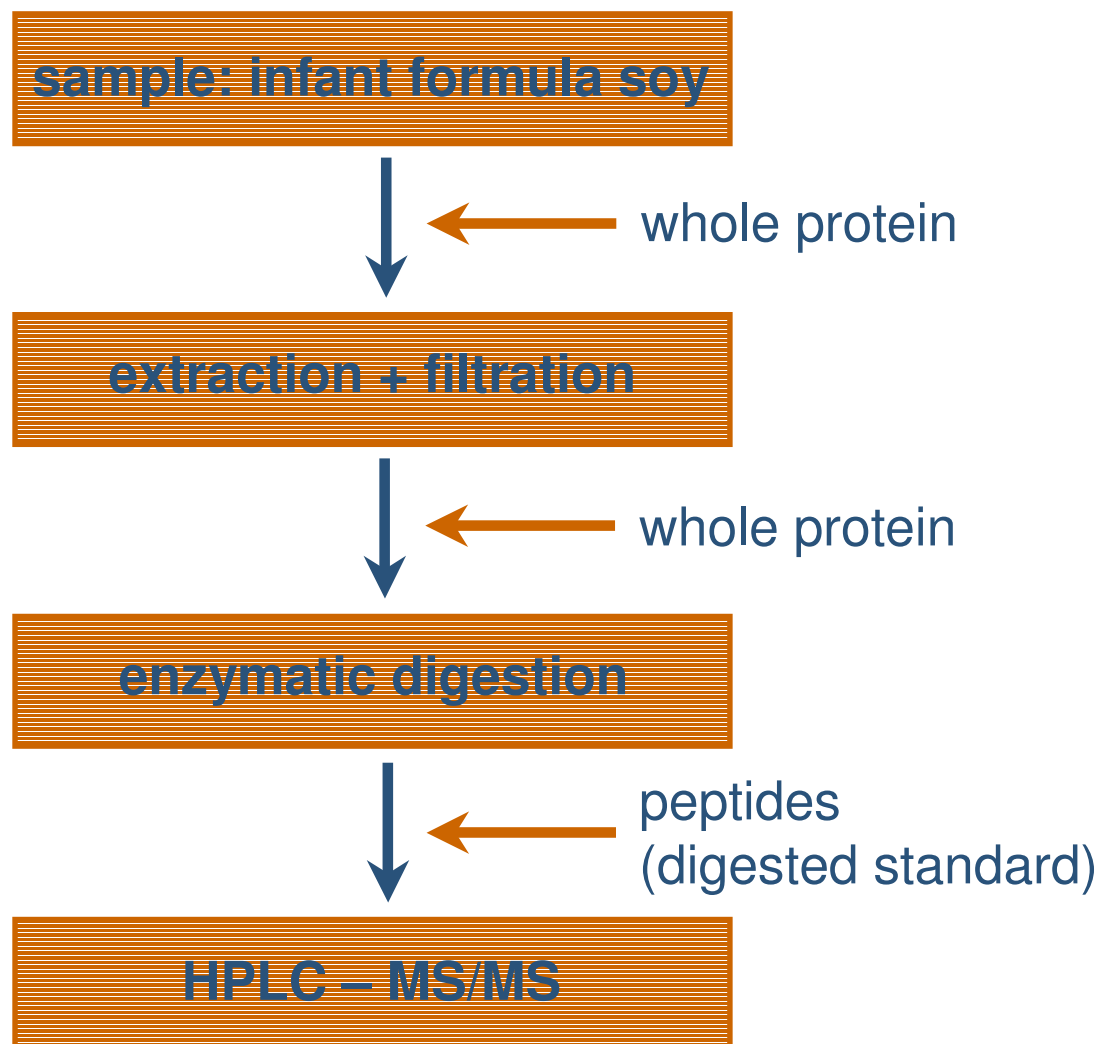 sample: infant formula soy
whole protein
extraction + filtration
whole protein
enzymatic digestion
peptides
(digested standard)
HPLC – MS/MS